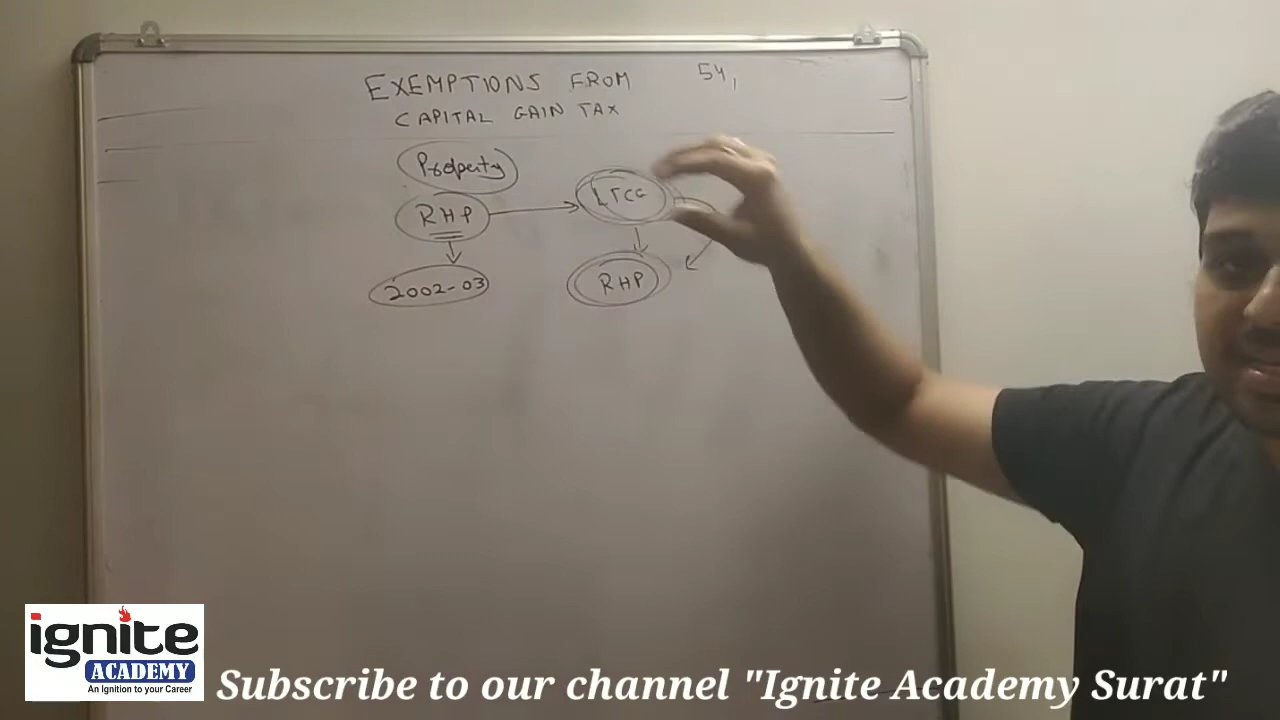 EXEMPTIONS FROM 54,
CAPITAL GAIN TAX
Property
RHP
LTCG
2002-03
RHP
ignite
ACADEMY
An Ignition to your Career
Subscribe to our channel "Ignite Academy Surat"